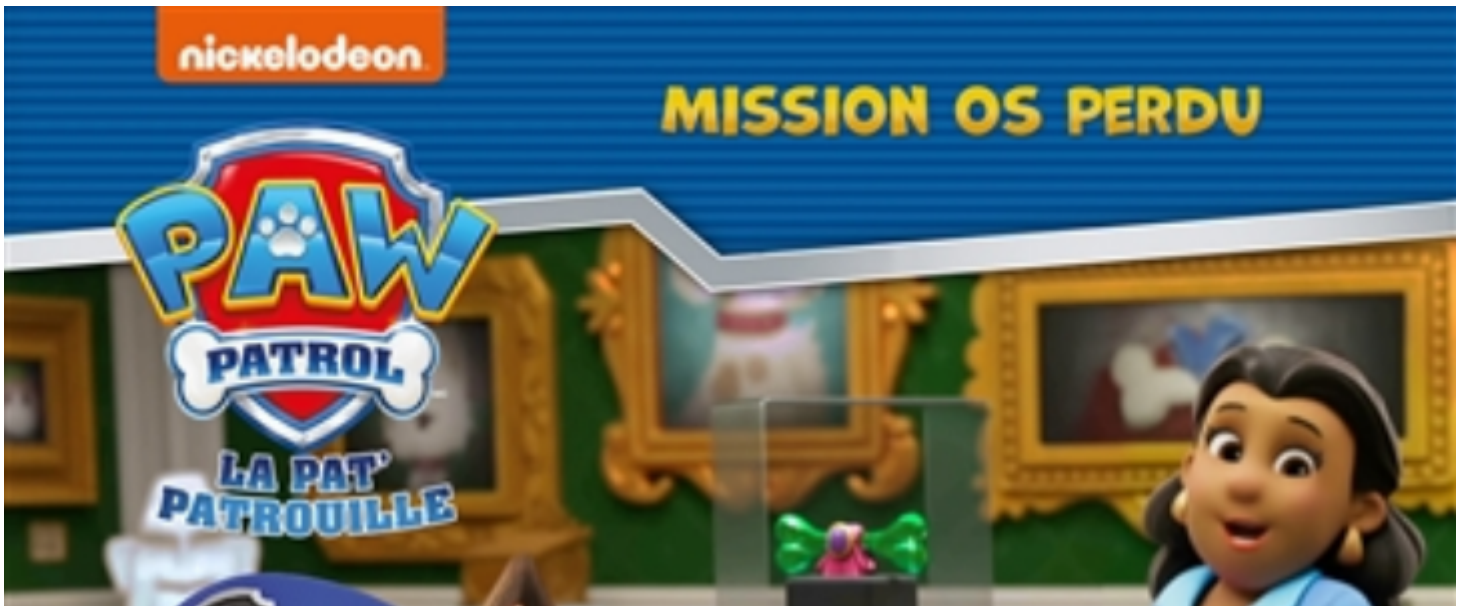 nickelodeon
MISSION OS PERDU
PAW
PATROL
LA PAT'
PATROUILLE